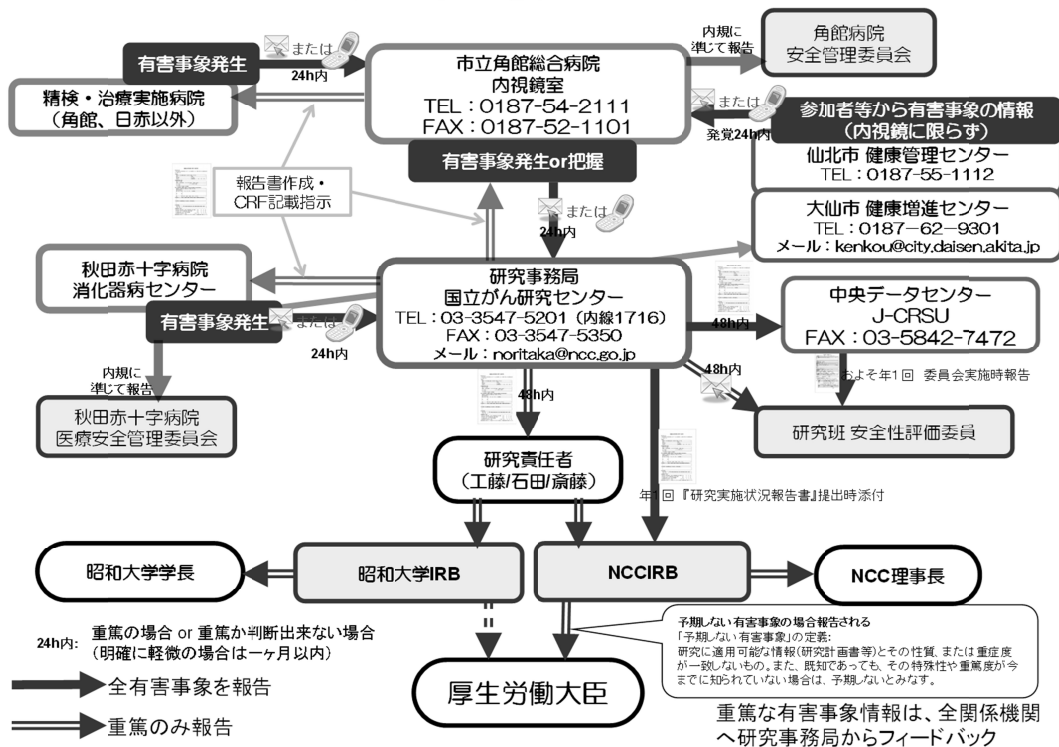 有害事象発生
または
24h内
精検・治療実施病院
（角館、日赤以外）
市立角館総合病院
内視鏡室
TEL：0187-54-2111
FAX：0187-52-1101
内規に
準じて報告
角館病院
安全管理委員会
または
発覚24h内
参加者等から有害事象の情報
（内視鏡に限らず）
仙北市 健康管理センター
TEL：0187-55-1112
大仙市 健康増進センター
TEL：0187-62-9301
メール：kenkou@city.daisen.akita.jp
有害事象発生or把握
または
24h内
報告書作成・
CRF記載指示
秋田赤十字病院
消化器病センター
有害事象発生
または
24h内
内規に
準じて報告
秋田赤十字病院
医療安全管理委員会
研究事務局
国立がん研究センター
TEL：03-3547-5201（内線1716）
FAX：03-3547-5350
メール：noritaka@ncc.go.jp
48h内
中央データセンター
J-CRSU
FAX：03-5842-7472
48h内
およそ年1回 委員会実施時報告
研究班 安全性評価委員
48h内
研究責任者
（工藤/石田/斎藤）
年1回『研究実施状況報告書』提出時添付
昭和大学学長
昭和大学IRB
NCCIRB
NCC理事長
厚生労働大臣
予期しない有害事象の場合報告される
「予期しない有害事象」の定義：
研究に適用可能な情報（研究計画書等）とその性質、または重症度
が一致しないもの。また、既知であっても、その特殊性や重篤度が今
までに知られていない場合は、予期しないとみなす。
24h内: 重篤の場合 or 重篤か判断出来ない場合
（明確に軽微の場合は一ヶ月以内）
全有害事象を報告
重篤のみ報告
重篤な有害事象情報は、全関係機関
へ研究事務局からフィードバック